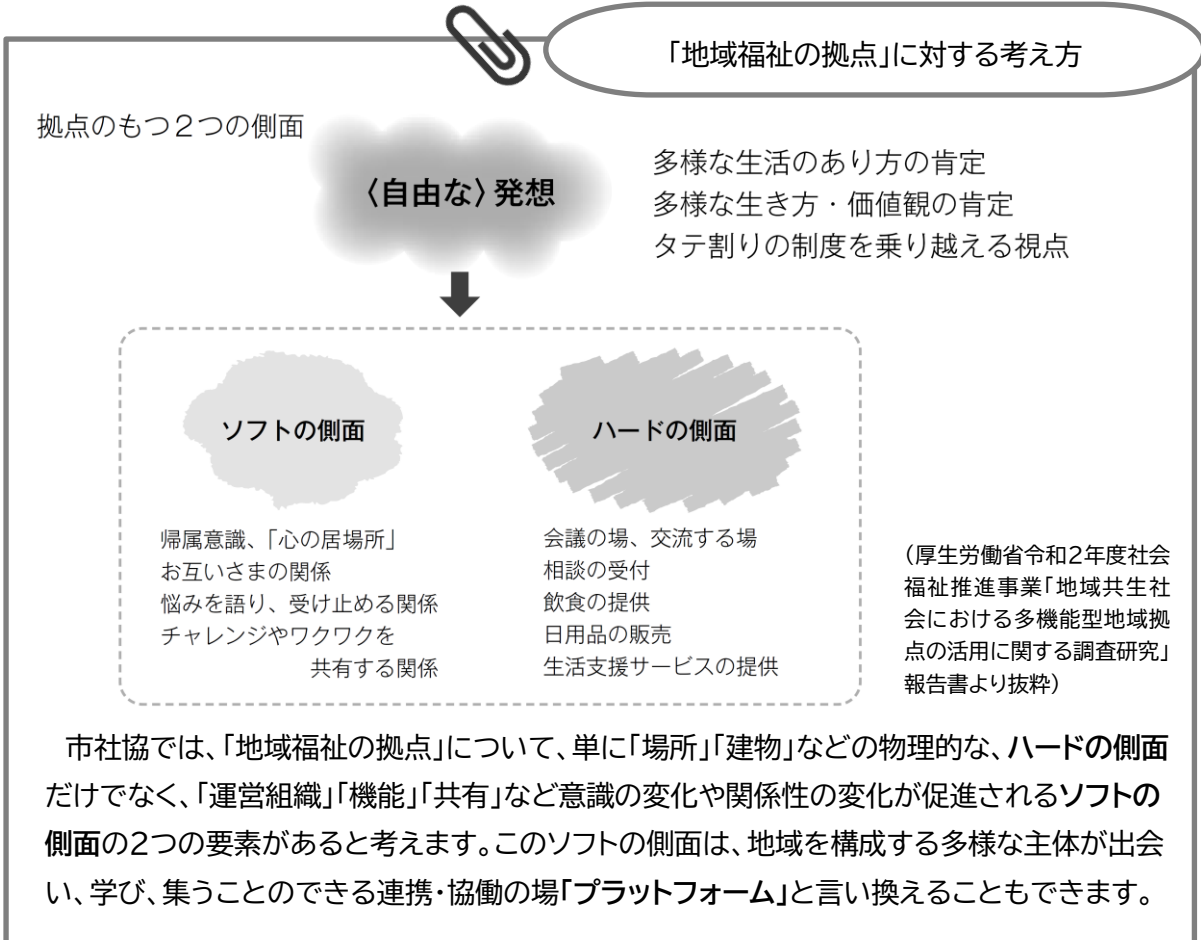 「地域福祉の拠点」に対する考え方
拠点のもつ２つの側面
〈自由な〉発想
多様な生活のあり方の肯定
多様な生き方・価値観の肯定
タテ割りの制度を乗り越える視点
ソフトの側面
帰属意識、「心の居場所」
お互いさまの関係
悩みを語り、受け止める関係
チャレンジやワクワクを
共有する関係
ハードの側面
会議の場、交流する場
相談の受付
飲食の提供
日用品の販売
生活支援サービスの提供
（厚生労働省令和2年度社会
福祉推進事業「地域共生社
会における多機能型地域拠
点の活用に関する調査研究」
報告書より抜粋）
市社協では、「地域福祉の拠点」について、単に「場所」「建物」などの物理的な、ハードの側面
だけでなく、「運営組織」「機能」「共有」など意識の変化や関係性の変化が促進されるソフトの
側面の2つの要素があると考えます。このソフトの側面は、地域を構成する多様な主体が出会
い、学び、集うことのできる連携・協働の場「プラットフォーム」と言い換えることもできます。